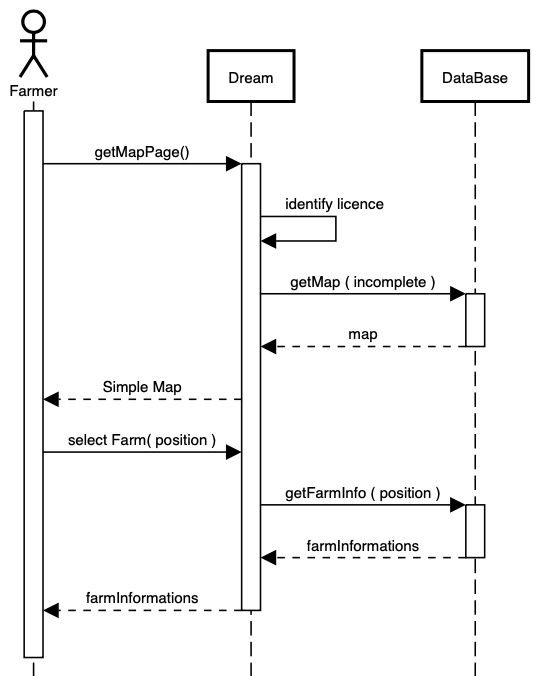 Farmer
Dream
DataBase
getMapPage()
identify licence
getMap ( incomplete )
map
Simple Map
select Farm( position )
getFarmInfo ( position )
farmInformations
farmInformations